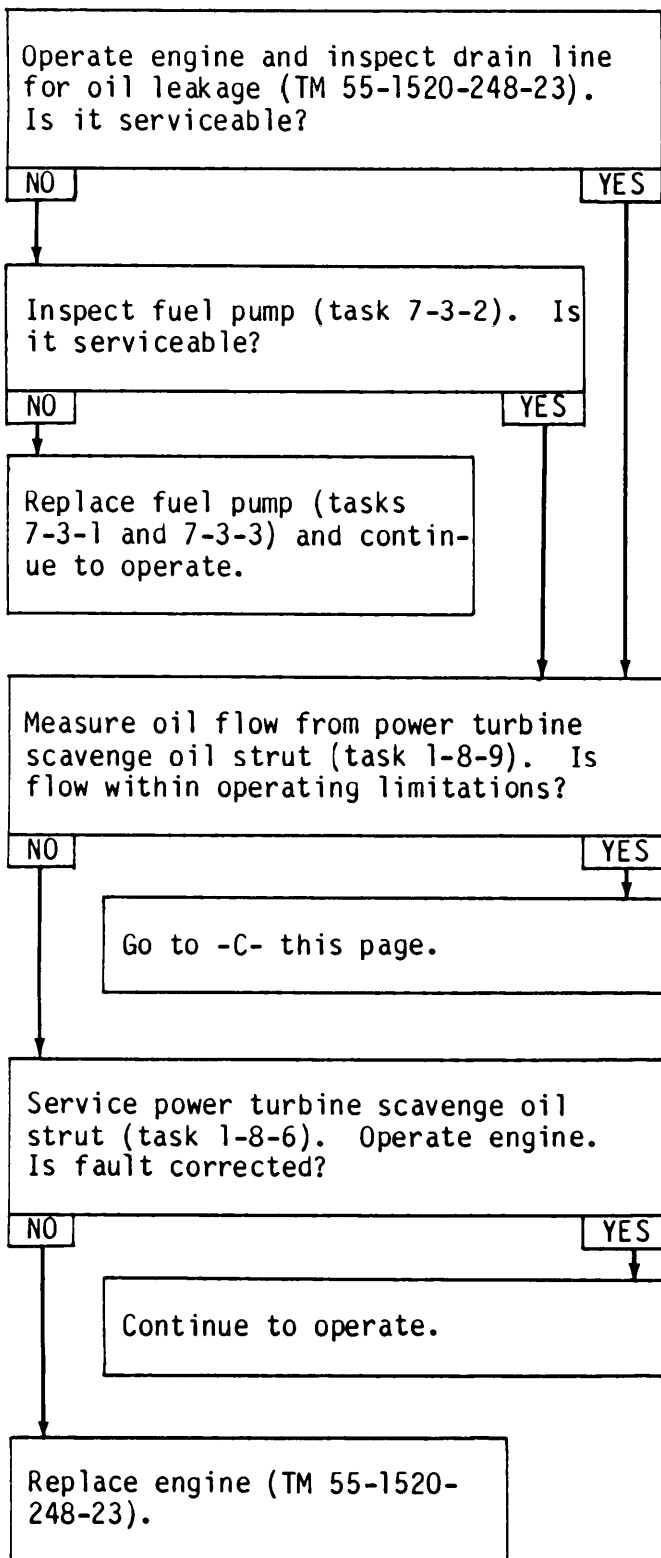 Operate engine and inspect drain line
for oil leakage (TM 55-1520-248-23).
Is it serviceable?
NO YES
Inspect fuel pump (task 7-3-2). Is
it serviceable?
NO YES
Replace fuel pump (tasks
7-3-1 and 7-3-3) and contin-
ue to operate.
Measure oil flow from power turbine
scavenge oil strut (task 1-8-9). Is
flow within operating limitations?
NO YES
Go to -C- this page.
Service power turbine scavenge oil
strut (task 1-8-6). Operate engine.
Is fault corrected?
NO YES
Continue to operate.
Replace engine (TM 55-1520-
248-23).